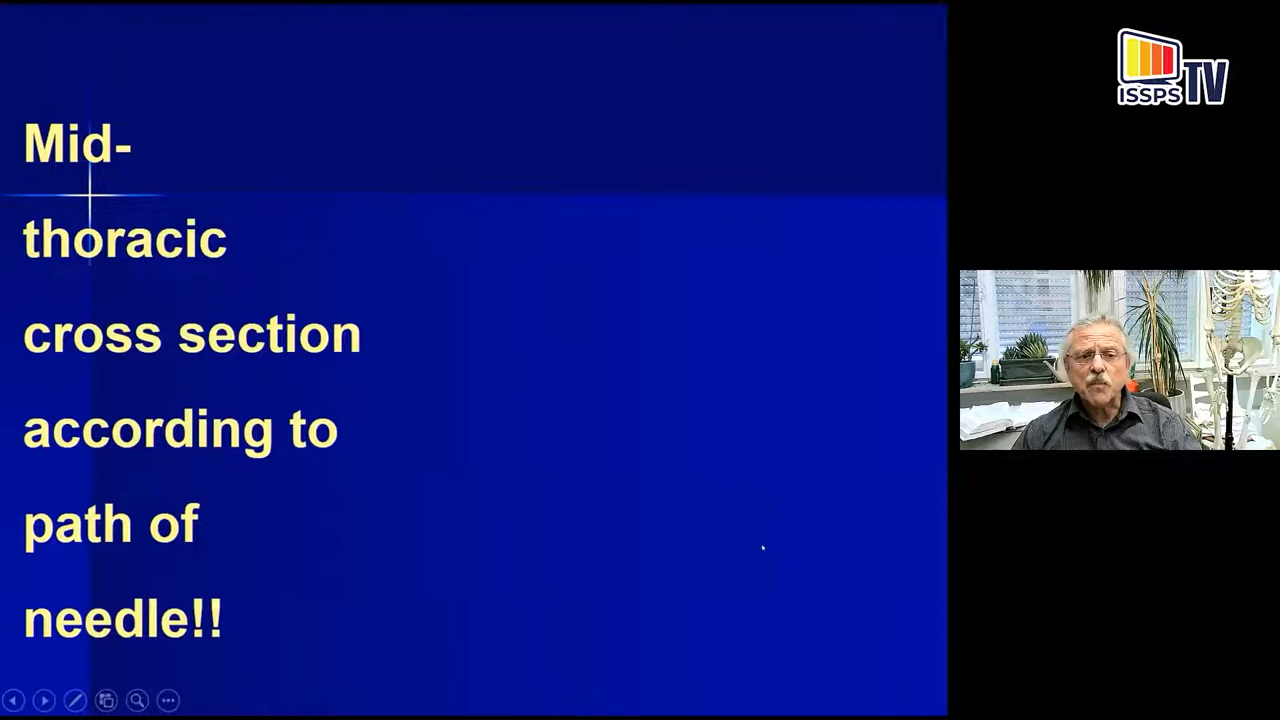 Mid-
thoracic
cross section
according to
path of
needle!!
ISSPS TV